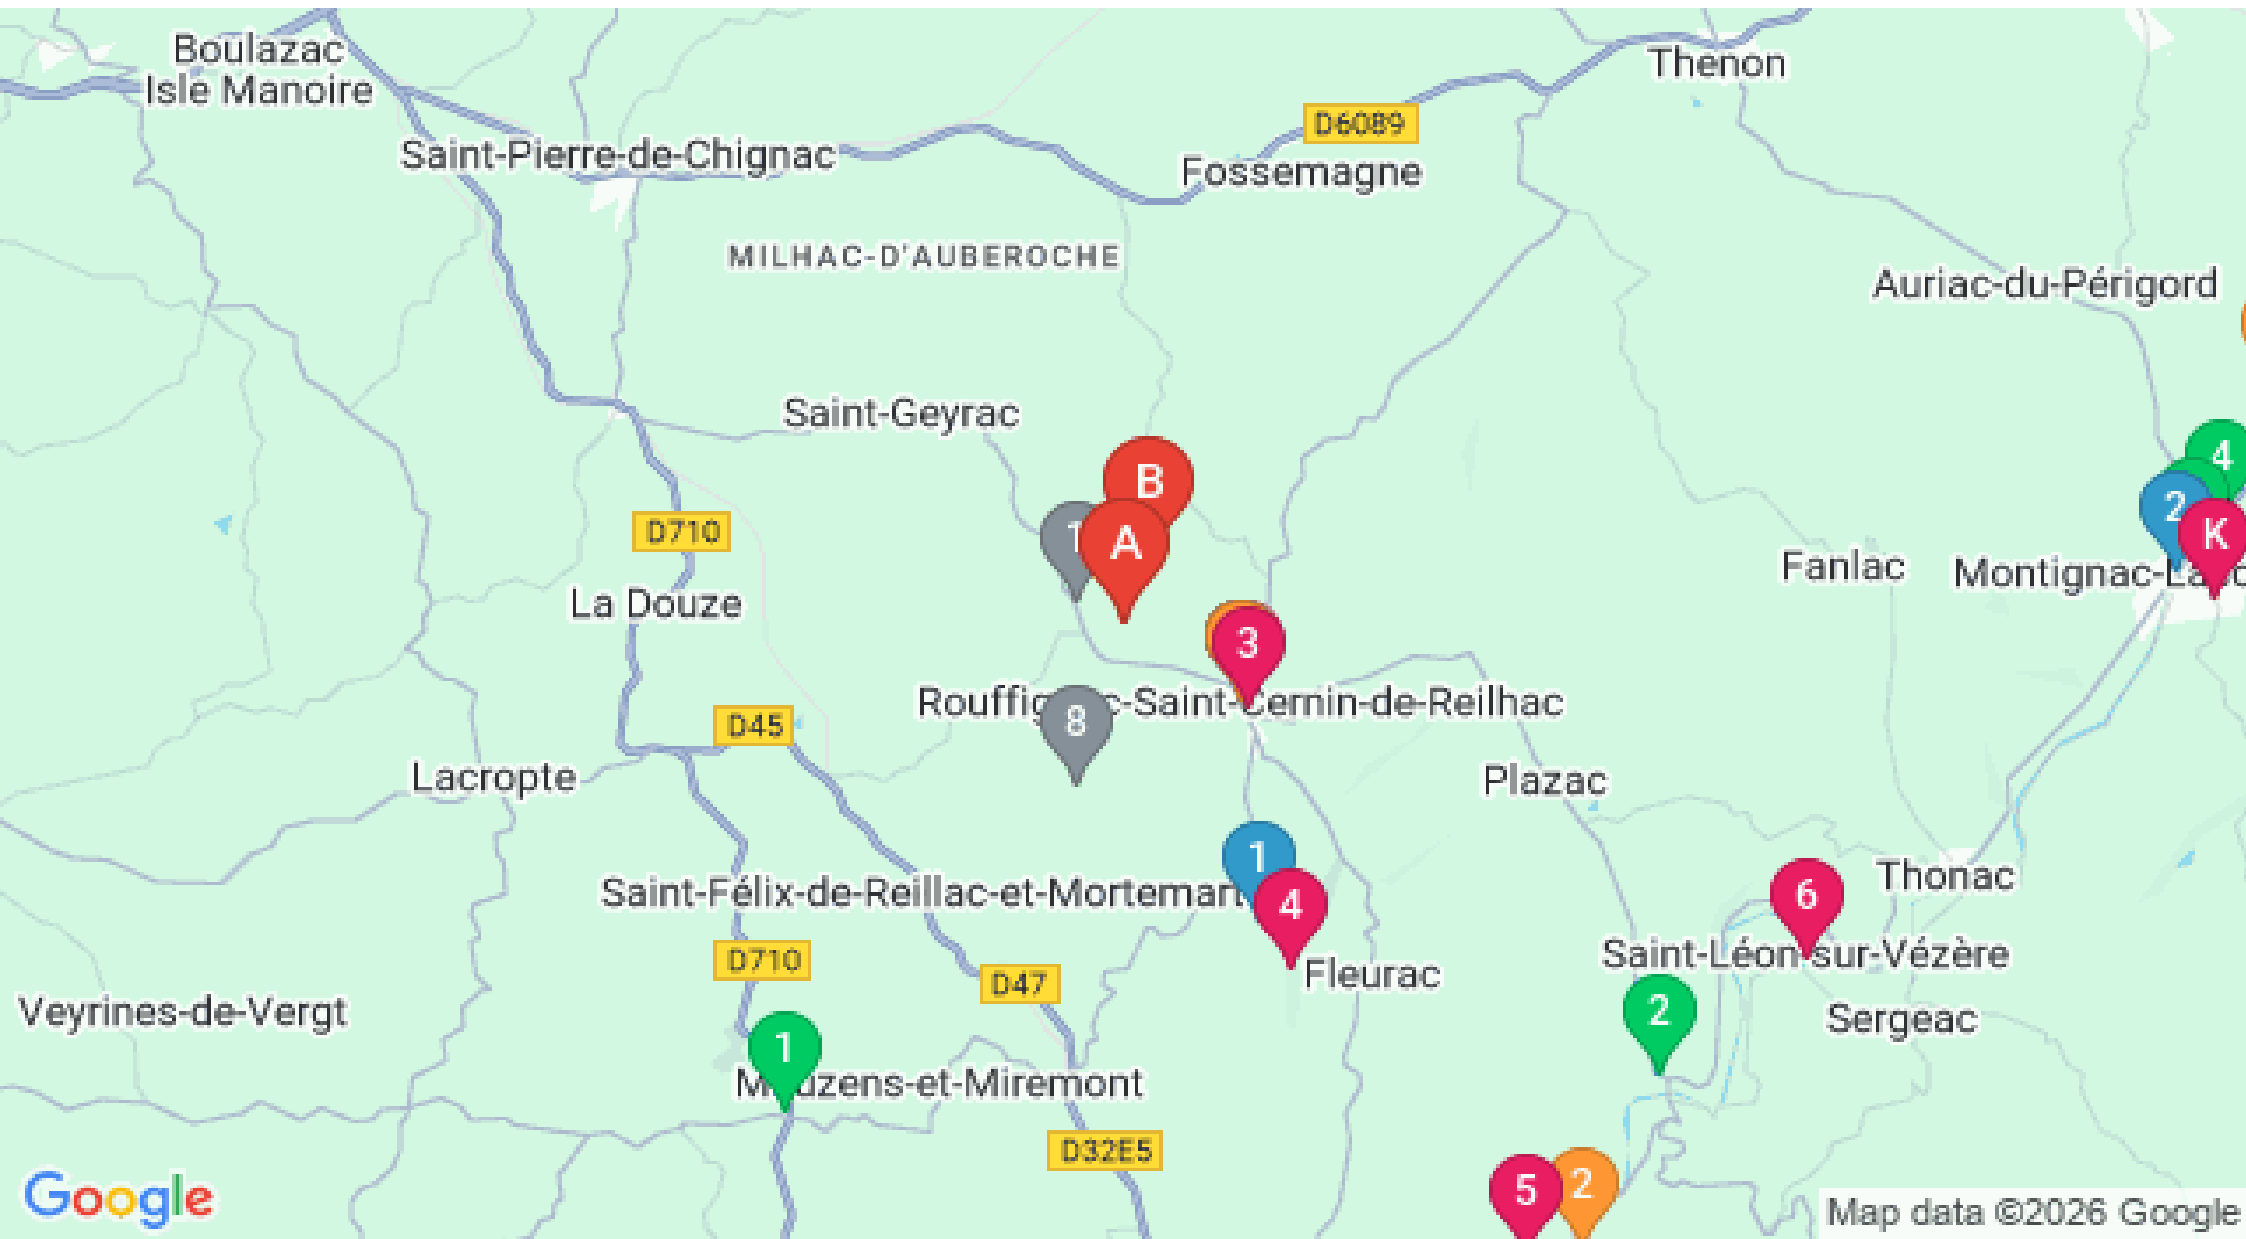 Boulazac
Isle Manoire
Thenon
D6089
Saint-Pierre-de-Chignac
Fossemagne
MILHAC-D'AUBEROCHE
Auriac-du-Périgord
Saint-Geyrac
4
B
2
K
D710
1
A
Fanlac
La Douze
3
8
D45
Lacropte
Plazac
1
Thonac
Saint-Félix-de-Reillac-et-Mortemart
4
6
D710
Saint-Léon-sur-Vézère
Fleurac
D47
Veyrines-de-Vergt
2
Sergeac
1
D32E5
5
2
Google
Map data ©2026 Google